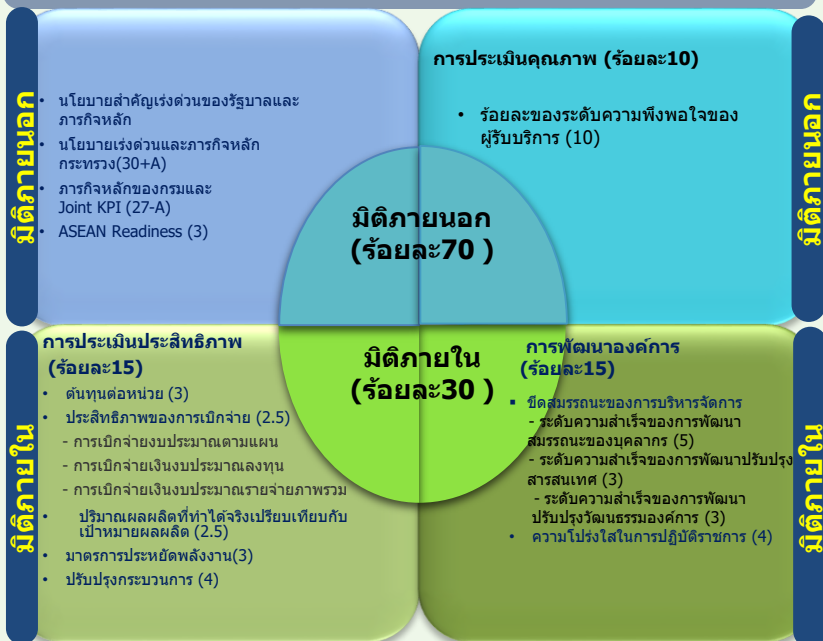 มิติภายนอก
• นโยบายสำคัญเร่งด่วนของรัฐบาลและ
ภารกิจหลัก
• นโยบายเร่งด่วนและภารกิจหลัก
กระทรวง(30+A)
• ภารกิจหลักของกรมและ
Joint KPI (27-A)
• ASEAN Readiness (3)
การประเมินคุณภาพ (ร้อยละ10)
• ร้อยละของระดับความพึงพอใจของ
ผู้รับบริการ (10)
มิติภายนอก
มิติภายนอก
(ร้อยละ70 )
มิติภายใน
(ร้อยละ30 )
มิติภายใน
การประเมินประสิทธิภาพ
(ร้อยละ15)
• ต้นทุนต่อหน่วย (3)
• ประสิทธิภาพของการเบิกจ่าย (2.5)
- การเบิกจ่ายงบประมาณตามแผน
- การเบิกจ่ายเงินงบประมาณลงทุน
- การเบิกจ่ายเงินงบประมาณรายจ่ายภาพรวม
• ปริมาณผลผลิตที่ทำได้จริงเปรียบเทียบกับ
เป้าหมายผลผลิต (2.5)
• มาตรการประหยัดพลังงาน(3)
• ปรับปรุงกระบวนการ (4)
การพัฒนาองค์การ
(ร้อยละ15)
▪ ขีดสมรรถนะของการบริหารจัดการ
- ระดับความสำเร็จของการพัฒนา
สมรรถนะของบุคลากร (5)
- ระดับความสำเร็จของการพัฒนาปรับปรุง
สารสนเทศ (3)
- ระดับความสำเร็จของการพัฒนา
ปรับปรุงวัฒนธรรมองค์การ (3)
• ความโปร่งใสในการปฏิบัติราชการ (4)
มิติภายใน